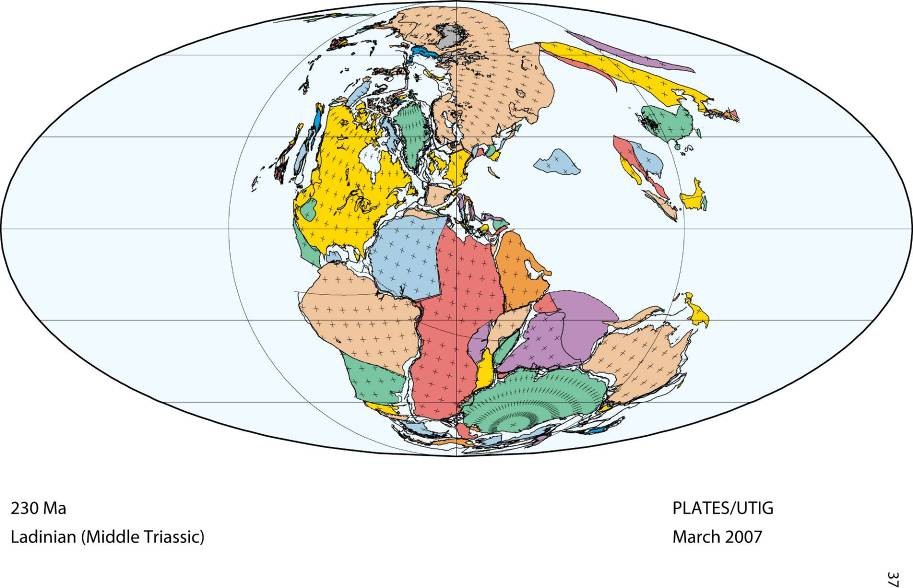 230 Ma
Ladinian (Middle Triassic)
PLATES/UTIG
March 2007
37